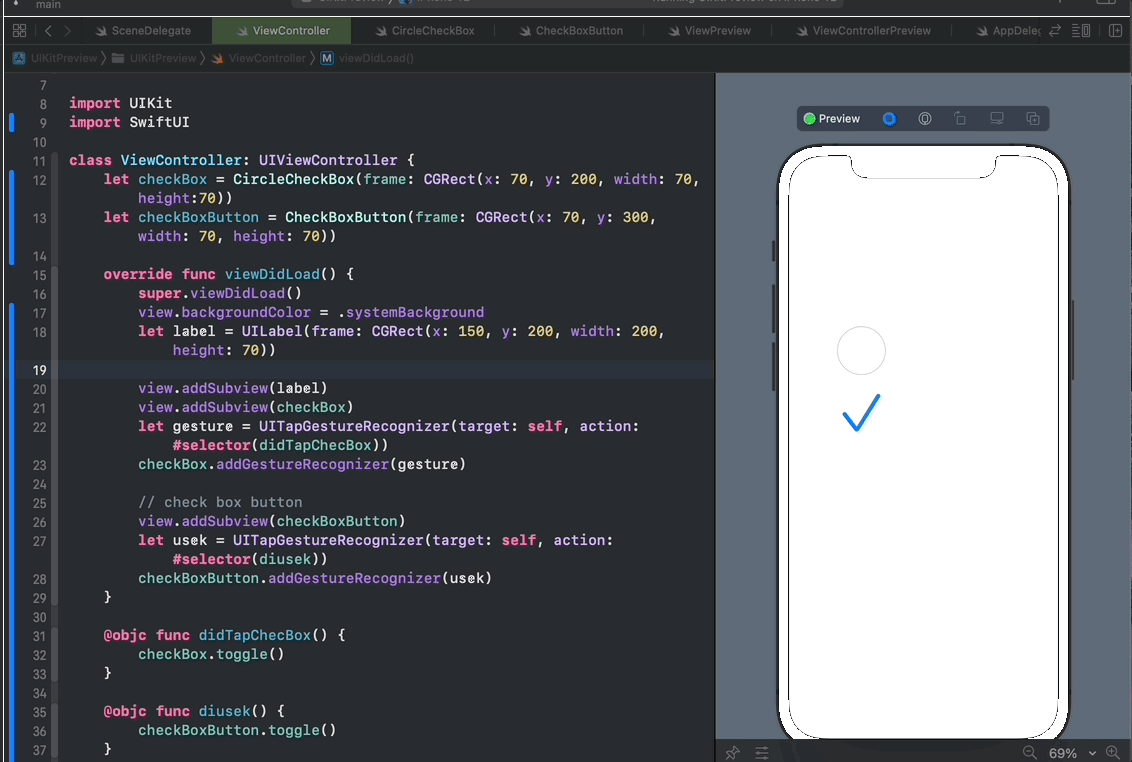 main
SceneDelegate ViewController CircleCheckBox CheckBoxButton ViewPreview ViewControllerPreview AppDeleg
UIKitPreview UIKitPreview ViewController M viewDidLoad()
7
8 import UIKit
9 import SwiftUI
10
11 class ViewController: UIViewController {
12 let checkBox = CircleCheckBox(frame: CGRect(x: 70, y: 200, width: 70,
height:70))
13 let checkBoxButton = CheckBoxButton(frame: CGRect(x: 70, y: 300,
width: 70, height: 70))
14
15 override func viewDidLoad() {
16 super.viewDidLoad()
17 view.backgroundColor = .systemBackground
18 let label = UILabel(frame: CGRect(x: 150, y: 200, width: 200,
height: 70))
19
20 view.addSubview(label)
21 view.addSubview(checkBox)
22 let gesture = UITapGestureRecognizer(target: self, action:
#selector(didTapChecBox))
23 checkBox.addGestureRecognizer(gesture)
24
25 // check box button
26 view.addSubview(checkBoxButton)
27 let usek = UITapGestureRecognizer(target: self, action:
#selector(diusek))
28 checkBoxButton.addGestureRecognizer(usek)
29 }
30
31 @objc func didTapChecBox() {
32 checkBox.toggle()
33 }
34
35 @objc func diusek() {
36 checkBoxButton.toggle()
37 }
Preview
69%